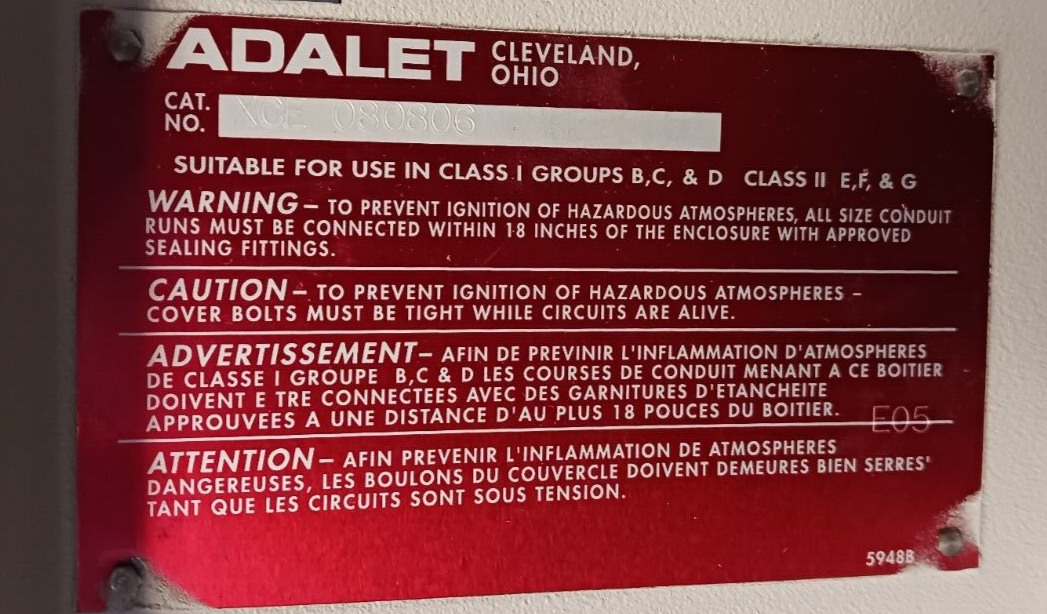 ADALET CLEVELAND, OHIO
CAT. NO. XCE 080806
SUITABLE FOR USE IN CLASS I GROUPS B,C, & D CLASS II E,F, & G
WARNING – TO PREVENT IGNITION OF HAZARDOUS ATMOSPHERES, ALL SIZE CONDUIT
RUNS MUST BE CONNECTED WITHIN 18 INCHES OF THE ENCLOSURE WITH APPROVED
SEALING FITTINGS.
CAUTION – TO PREVENT IGNITION OF HAZARDOUS ATMOSPHERES –
COVER BOLTS MUST BE TIGHT WHILE CIRCUITS ARE ALIVE.
ADVERTISSEMENT – AFIN DE PREVINIR L'INFLAMMATION D'ATMOSPHERES
DE CLASSE I GROUPE B,C & D LES COURSES DE CONDUIT MENANT A CE BOITIER
DOIVENT E TRE CONNECTEES AVEC DES GARNITURES D'ETANCHEITE
APPROUVEES A UNE DISTANCE D'AU PLUS 18 POUCES DU BOITIER. E05
ATTENTION – AFIN PREVENIR L'INFLAMMATION DE ATMOSPHERES
DANGEREUSES, LES BOULONS DU COUVERCLE DOIVENT DEMEURES BIEN SERRES'
TANT QUE LES CIRCUITS SONT SOUS TENSION.
5948B